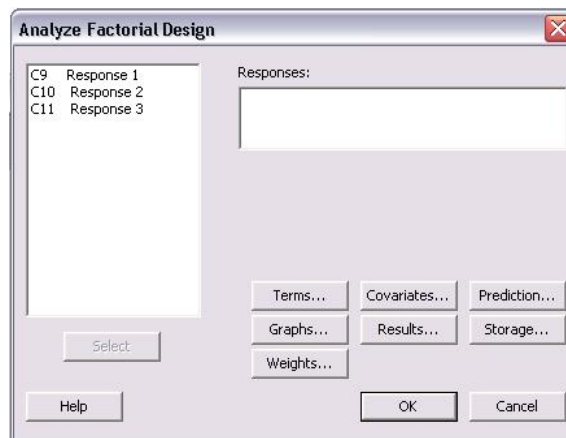 Analyze Factorial Design
C9 Response 1
C10 Response 2
C11 Response 3
Responses:
Select
Terms...
Covariates...
Prediction...
Graphs...
Results...
Storage...
Weights...
Help
OK
Cancel